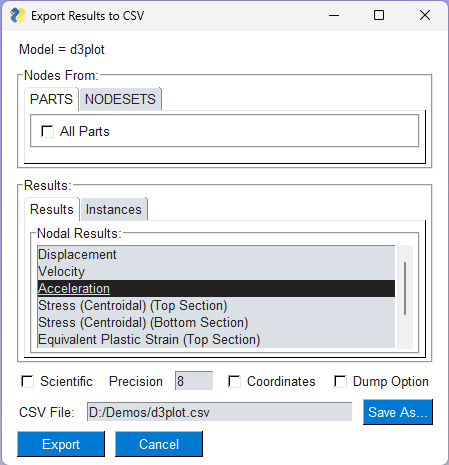 Export Results to CSV
Model = d3plot
Nodes From:
PARTS NODESETS
All Parts
Results:
Results Instances
Nodal Results:
Displacement
Velocity
Acceleration
Stress (Centroidal) (Top Section)
Stress (Centroidal) (Bottom Section)
Equivalent Plastic Strain (Top Section)
Scientific Precision 8 Coordinates Dump Option
CSV File: D:/Demos/d3plot.csv Save As...
Export Cancel